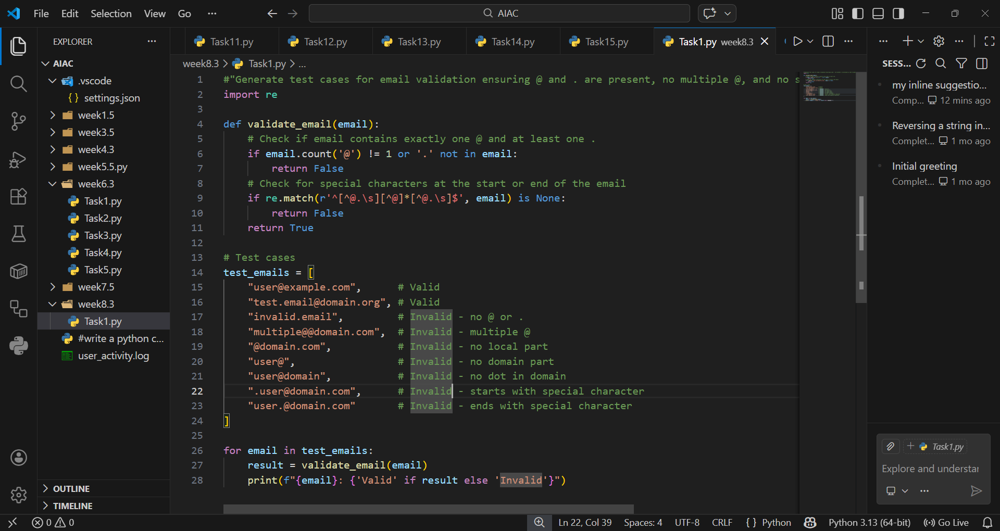 File Edit Selection View Go ···
AIAC
EXPLORER ···
AIAC
.vscode
{ } settings.json
week1.5
week3.5
week4.3
week5.5.py
week6.3
Task1.py
Task2.py
Task3.py
Task4.py
Task5.py
week7.5
week8.3
Task1.py
#write a python c...
user_activity.log
OUTLINE
TIMELINE
Task11.py Task12.py Task13.py Task14.py Task15.py Task1.py week8.3
week8.3 > Task1.py > ...
1 #"Generate test cases for email validation ensuring @ and . are present, no multiple @, and no s
2 import re
3
4 def validate_email(email):
5     # Check if email contains exactly one @ and at least one .
6     if email.count('@') != 1 or '.' not in email:
7         return False
8     # Check for special characters at the start or end of the email
9     if re.match(r'^[^@.\s][^@]*[^@.\s]$', email) is None:
10         return False
11     return True
12
13 # Test cases
14 test_emails = [
15     "user@example.com",      # Valid
16     "test.email@domain.org", # Valid
17     "invalid.email",         # Invalid - no @ or .
18     "multiple@@domain.com",  # Invalid - multiple @
19     "@domain.com",           # Invalid - no local part
20     "user@",                 # Invalid - no domain part
21     "user@domain",           # Invalid - no dot in domain
22     ".user@domain.com",      # Invalid - starts with special character
23     "user.@domain.com"       # Invalid - ends with special character
24 ]
25
26 for email in test_emails:
27     result = validate_email(email)
28     print(f"{email}: {'Valid' if result else 'Invalid'}")
SESS...
my inline suggestio...
Comp... 12 mins ago
Reversing a string in...
Complet... 1 mo ago
Initial greeting
Complet... 1 mo ago
Task1.py
Explore and understa
0 0
Ln 22, Col 39 Spaces: 4 UTF-8 CRLF { } Python Python 3.13 (64-bit) Go Live